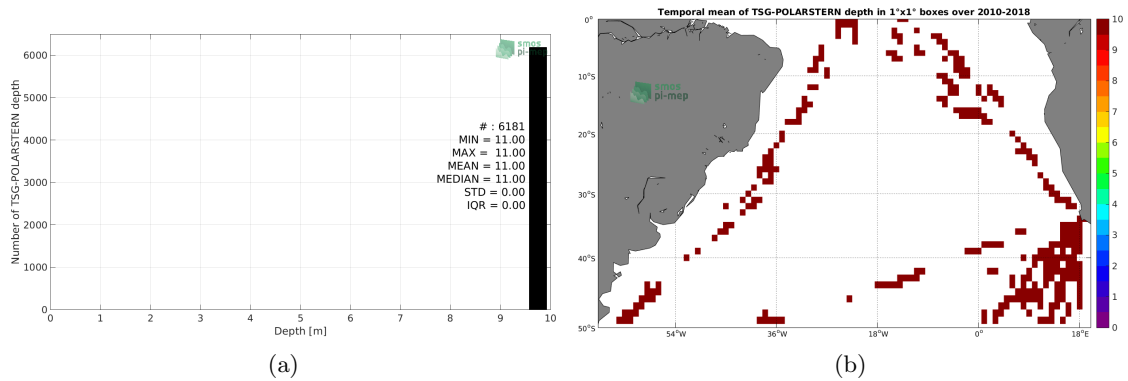 Number of TSG-POLARSTERN depth
6000
5000
4000
3000
2000
1000
0
smos
pi-mep
# : 6181
MIN = 11.00
MAX = 11.00
MEAN = 11.00
MEDIAN = 11.00
STD = 0.00
IQR = 0.00
0 1 2 3 4 5 6 7 8 9 10
Depth [m]
(a)
Temporal mean of TSG-POLARSTERN depth in 1°x1° boxes over 2010-2018
smos
pi-mep
0°
10°S
20°S
30°S
40°S
50°S
54°W 36°W 18°W 0° 18°E
10
9
8
7
6
5
4
3
2
1
0
(b)